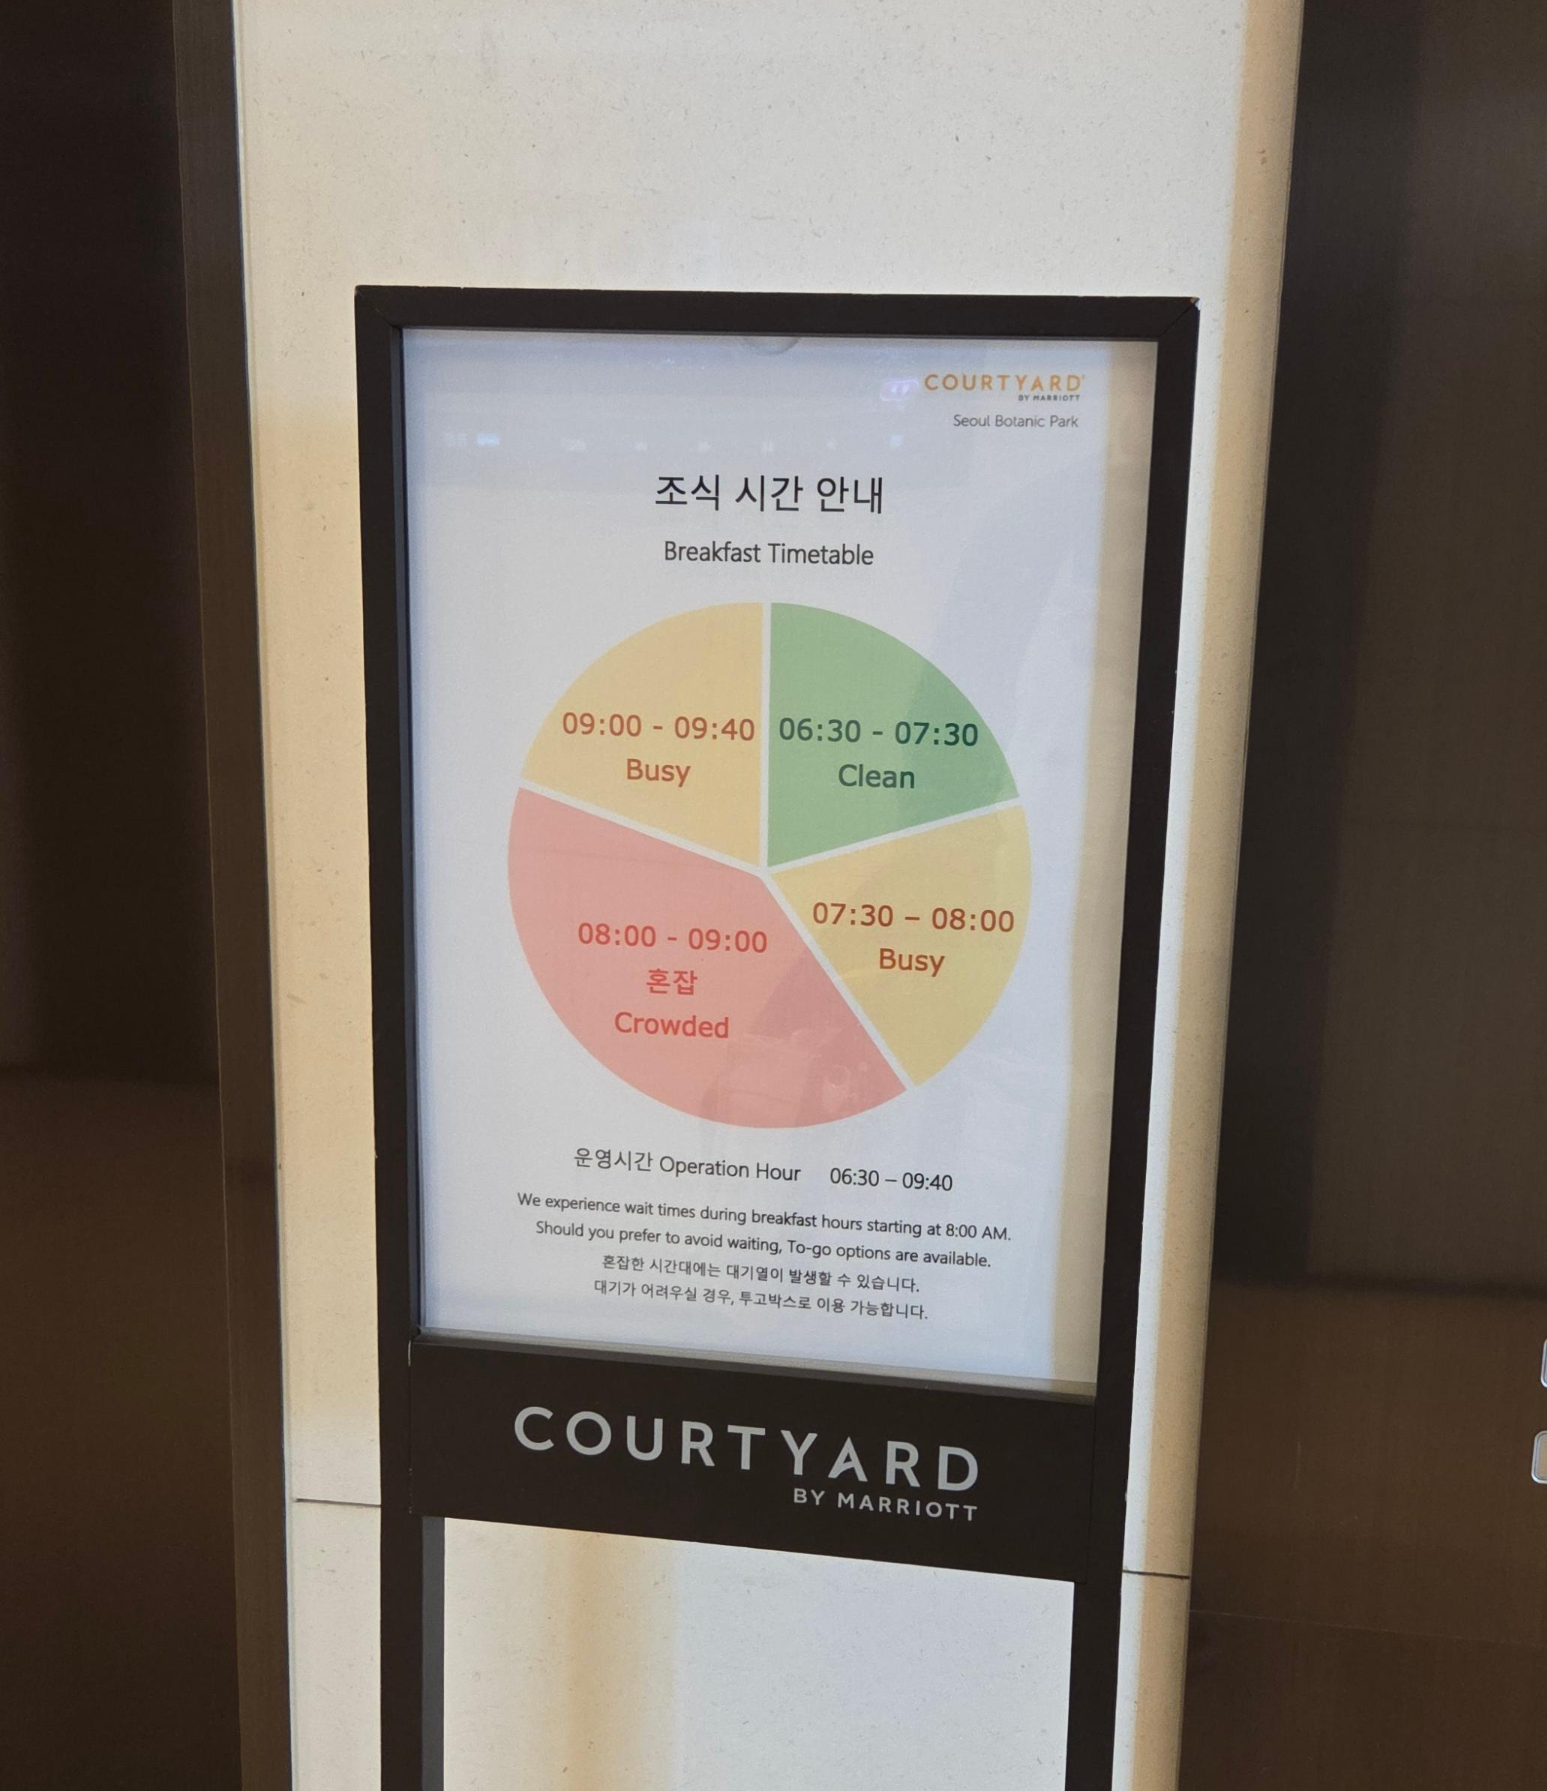 COURTYARD
BY MARRIOTT
Seoul Botanic Park
조식 시간 안내
Breakfast Timetable
09:00 - 09:40
Busy
06:30 - 07:30
Clean
07:30 – 08:00
Busy
08:00 - 09:00
혼잡
Crowded
운영시간 Operation Hour 06:30 – 09:40
We experience wait times during breakfast hours starting at 8:00 AM.
Should you prefer to avoid waiting, To-go options are available.
혼잡한 시간대에는 대기열이 발생할 수 있습니다.
대기가 어려우실 경우, 투고박스로 이용 가능합니다.
COURTYARD
BY MARRIOTT